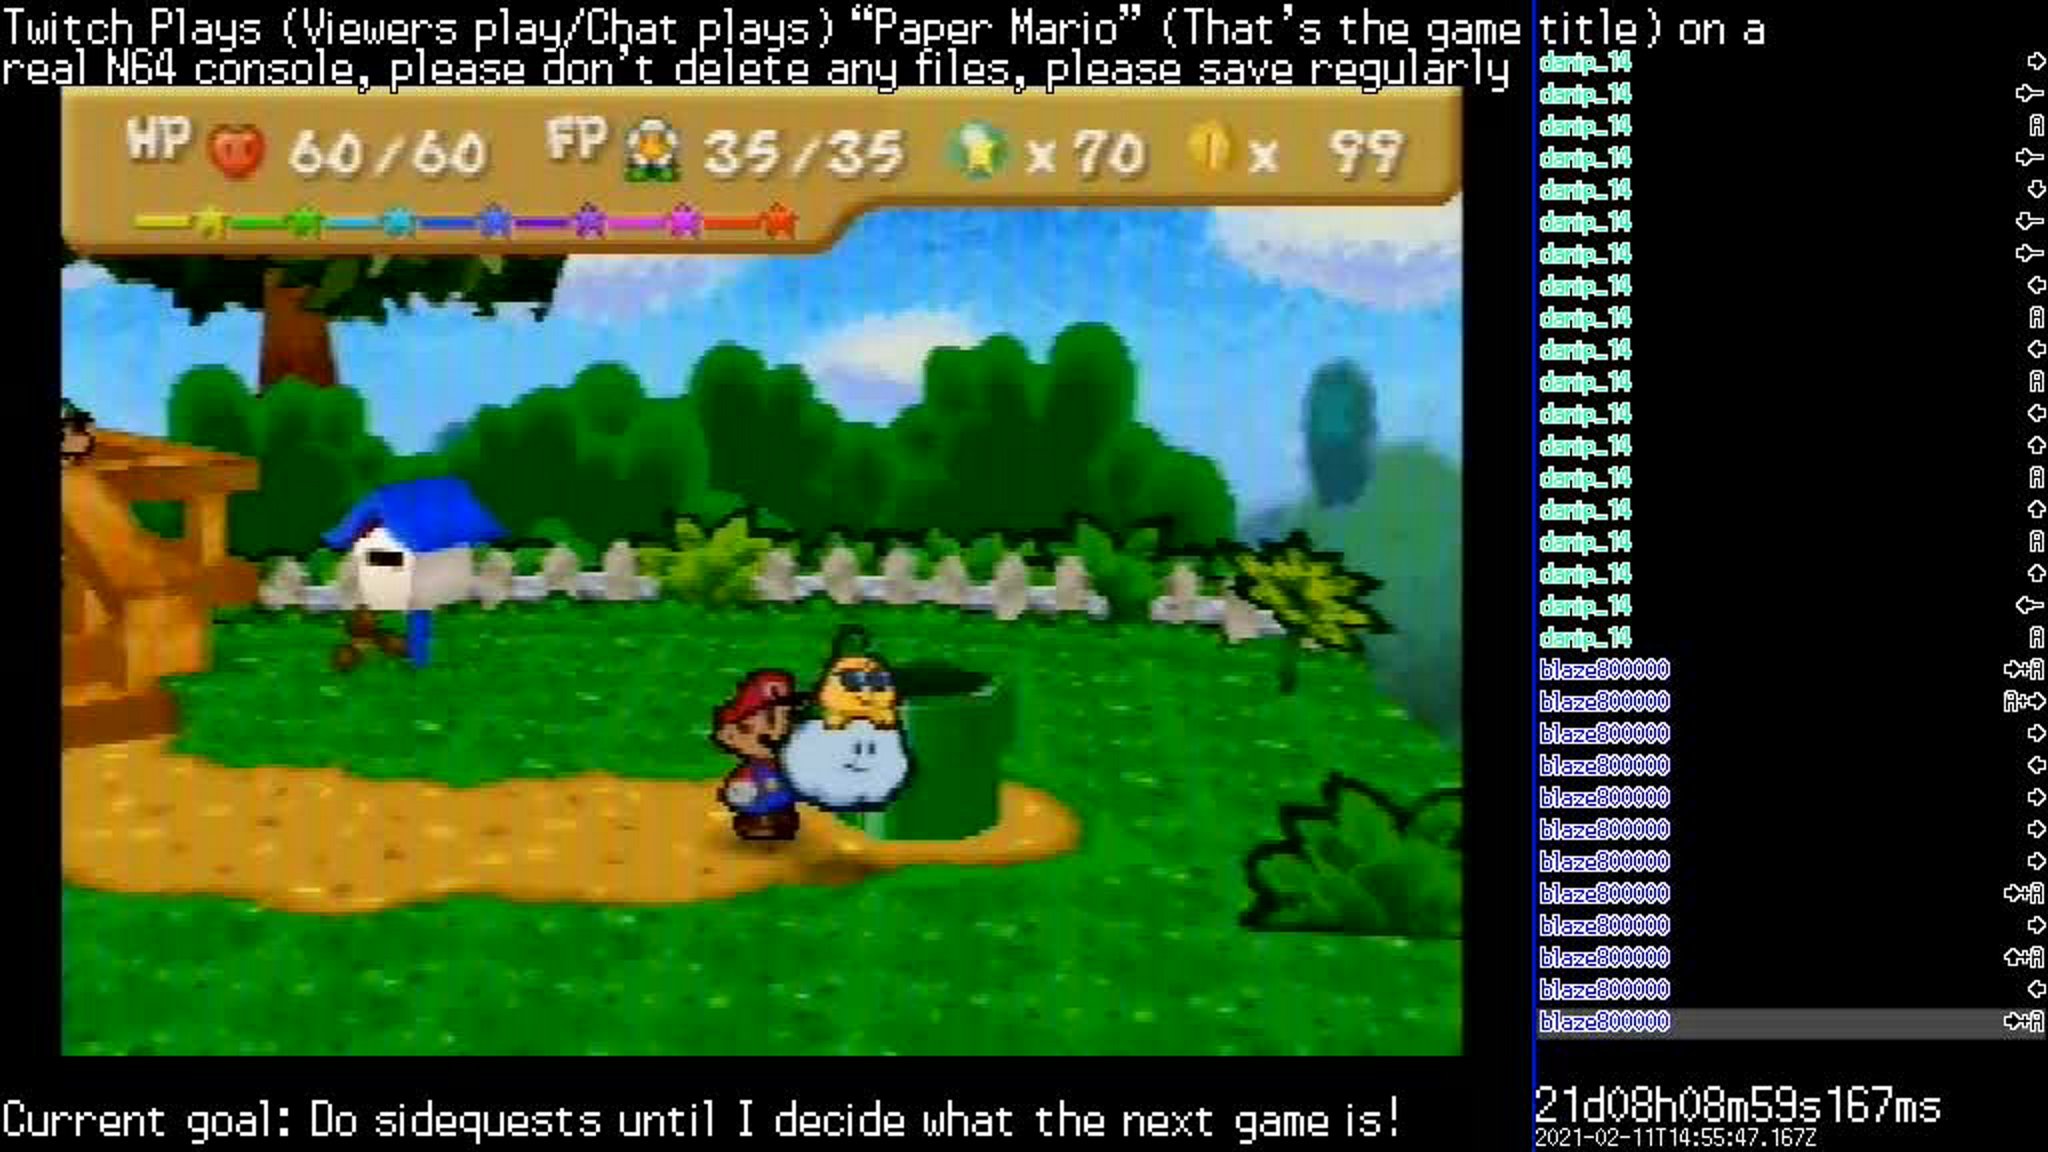 Twitch Plays (Viewers play/Chat plays) “Paper Mario” (That's the game title) on a
real N64 console, please don't delete any files, please save regularly
HP 60/60 FP 35/35 x 70 x 99
danip_14 →
danip_14 →
danip_14 A
danip_14 →
danip_14 ↓
danip_14 ←
danip_14 →
danip_14 ←
danip_14 A
danip_14 ←
danip_14 A
danip_14 ←
danip_14 ↑
danip_14 A
danip_14 ↑
danip_14 A
danip_14 ↑
danip_14 ←
danip_14 A
blaze800000 →+A
blaze800000 A+→
blaze800000 →
blaze800000 ←
blaze800000 →
blaze800000 →
blaze800000 →
blaze800000 →+A
blaze800000 →
blaze800000 ↑+A
blaze800000 ←
blaze800000 →+A
Current goal: Do sidequests until I decide what the next game is!
21d08h08m59s167ms
2021-02-11T14:55:47.167Z